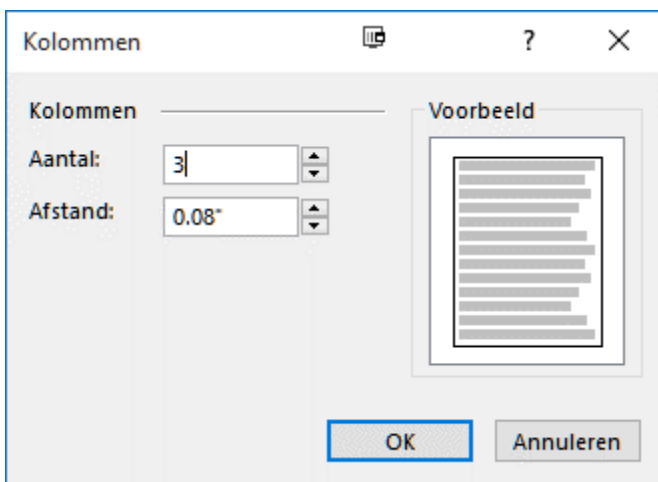 Kolommen
?
Kolommen
Aantal: 3
Afstand: 0.08"
Voorbeeld
OK
Annuleren